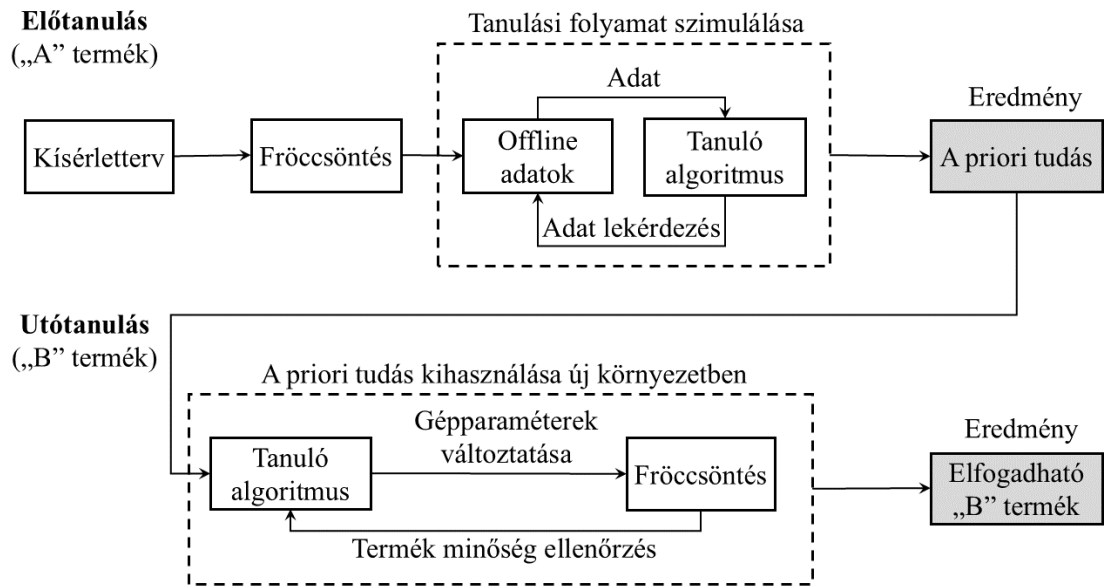 Előtanulás
(„A” termék)
Tanulási folyamat szimulálása
Adat
Kísérletterv
Fröccsöntés
Offline
adatok
Tanuló
algoritmus
Adat lekérdezés
Eredmény
A priori tudás
Utótanulás
(„B” termék)
A priori tudás kihasználása új környezetben
Tanuló
algoritmus
Gépparaméterek
változtatása
Fröccsöntés
Termék minőség ellenőrzés
Eredmény
Elfogadható
„B” termék